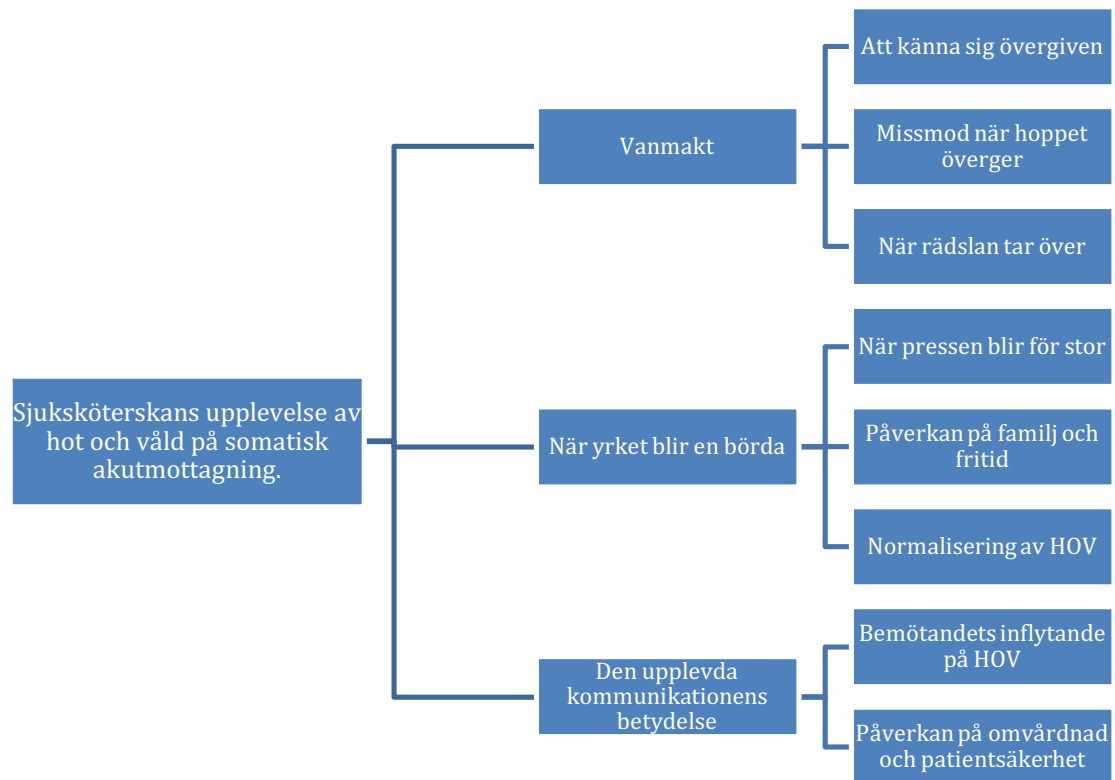 Sjuksköterskans upplevelse av
hot och våld på somatisk
akutmottagning.
Vanmakt
Att känna sig övergiven
Missmod när hoppet
överger
När rädslan tar över
När yrket blir en börda
När pressen blir för stor
Påverkan på familj och
fritid
Normalisering av HOV
Den upplevda
kommunikationens
betydelse
Bemötandets inflytande
på HOV
Påverkan på omvårdnad
och patientsäkerhet